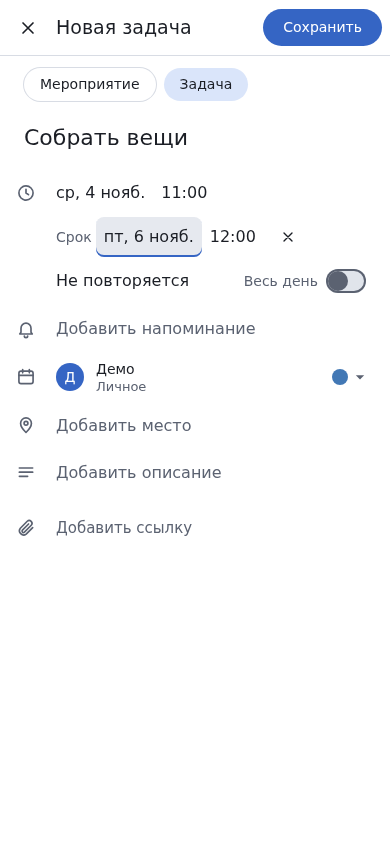 Новая задача Сохранить
Мероприятие Задача
Собрать вещи
ср, 4 нояб. 11:00
Срок пт, 6 нояб. 12:00
Не повторяется Весь день
Добавить напоминание
Д Демо
Личное
Добавить место
Добавить описание
Добавить ссылку